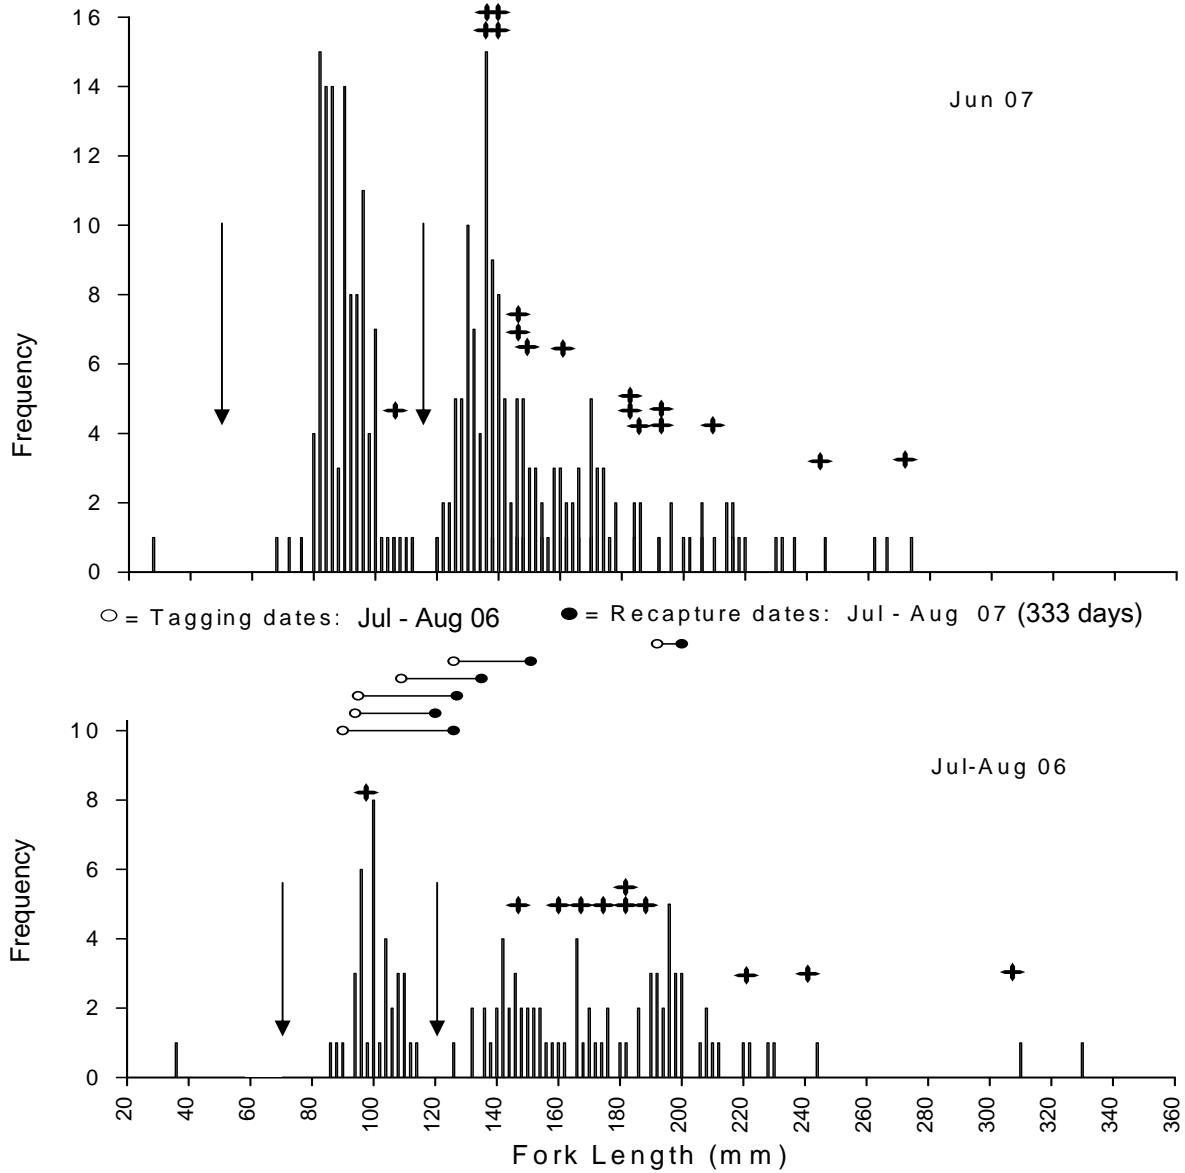 16
14
12
10
8
6
4
2
0
Frequency
Jun 07
= Tagging dates: Jul - Aug 06
= Recapture dates: Jul - Aug 07 (333 days)
10
8
6
4
2
0
Frequency
Jul-Aug 06
20 40 60 80 100 120 140 160 180 200 220 240 260 280 300 320 340 360
Fork Length (mm)